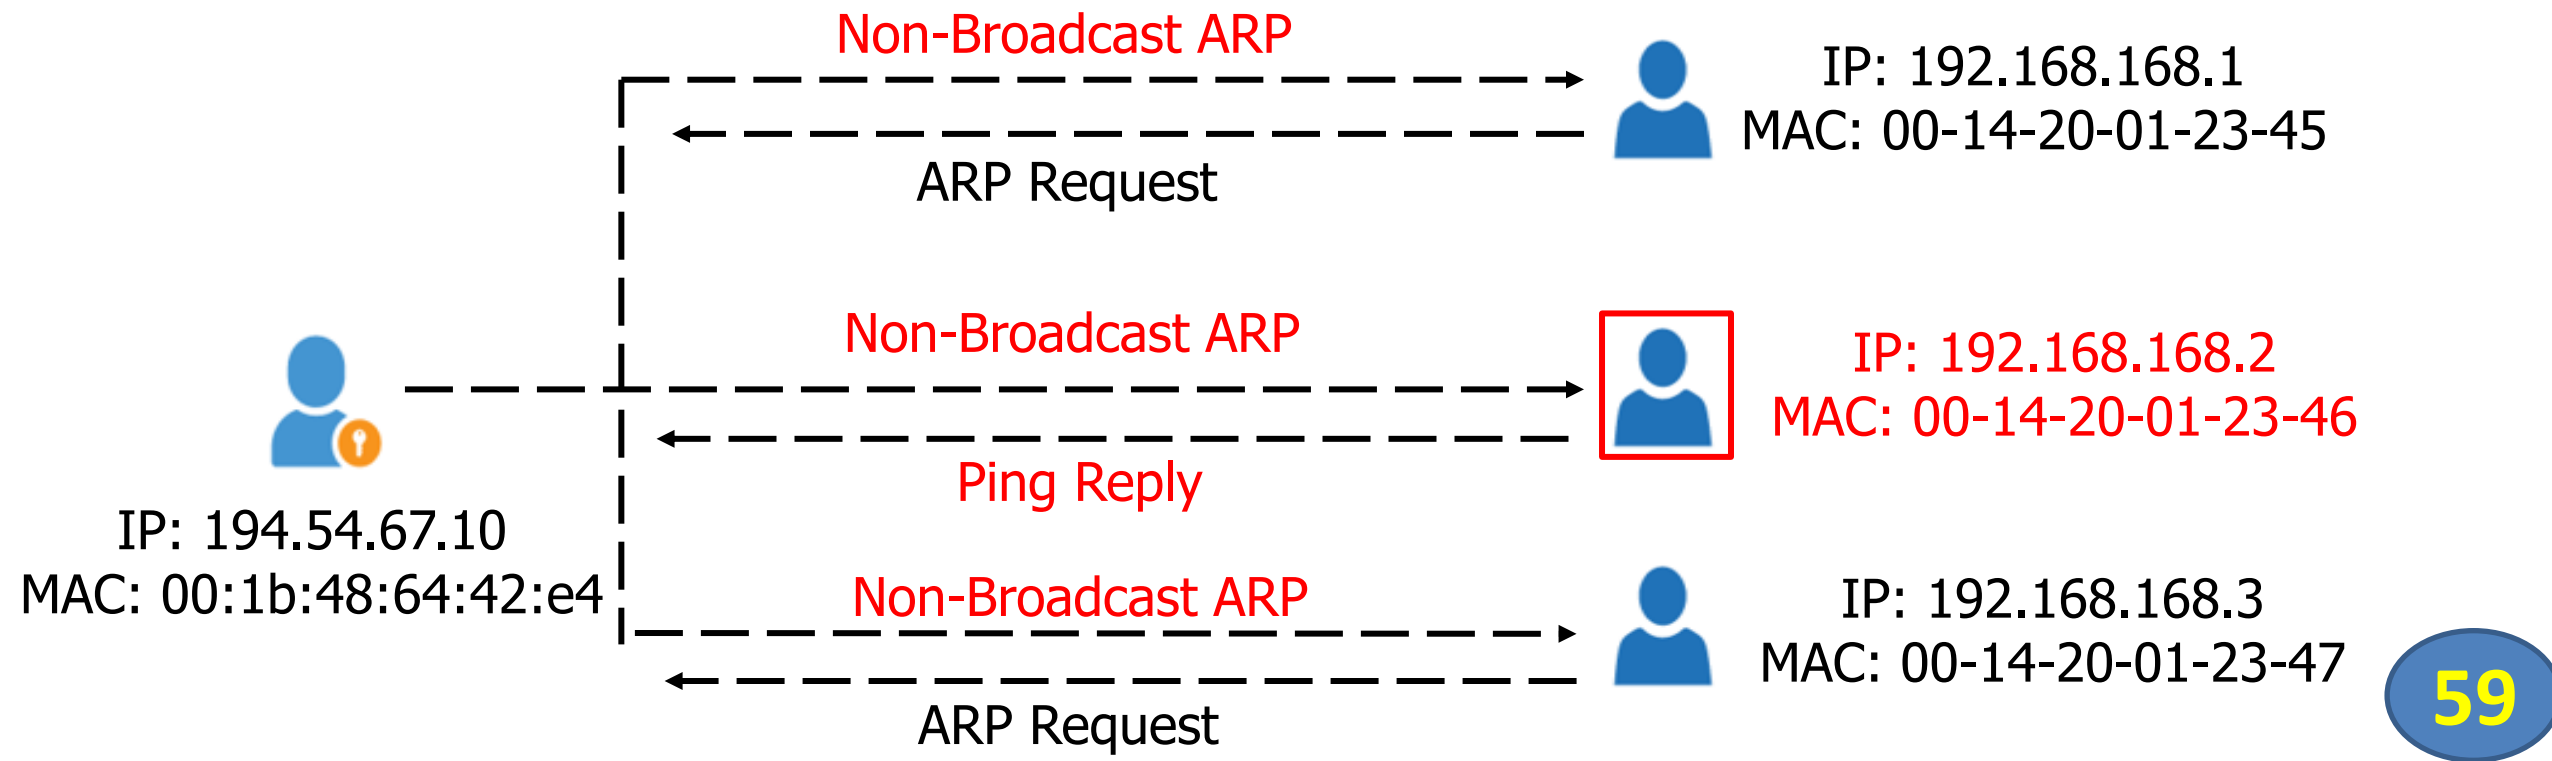 Non-Broadcast ARP
IP: 192.168.168.1
MAC: 00-14-20-01-23-45
ARP Request
Non-Broadcast ARP
IP: 192.168.168.2
MAC: 00-14-20-01-23-46
Ping Reply
IP: 194.54.67.10
MAC: 00:1b:48:64:42:e4
Non-Broadcast ARP
IP: 192.168.168.3
MAC: 00-14-20-01-23-47
ARP Request
59